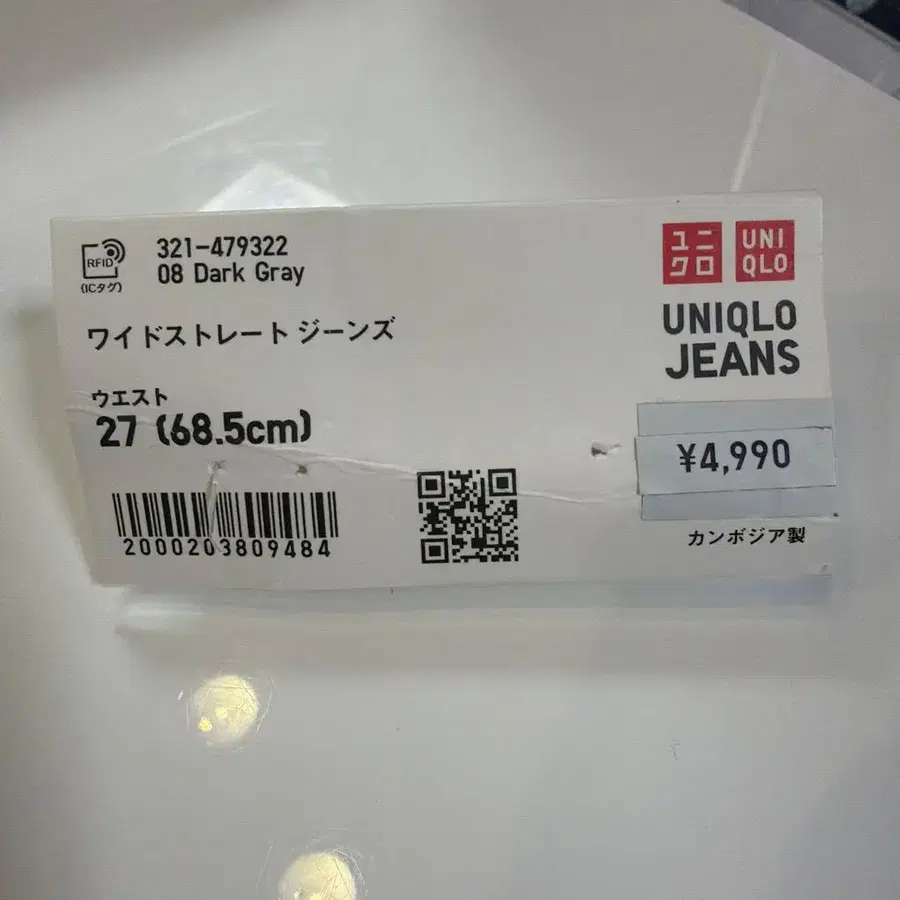 RFID
(ICタグ)
321-479322
08 Dark Gray
ワイドストレート ジーンズ
ウエスト
27 (68.5cm)
2000203809484
ユニ
クロ
UNI
QLO
UNIQLO
JEANS
¥4,990
カンボジア製